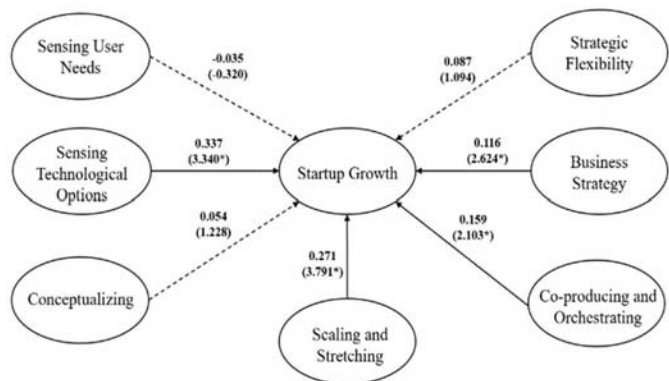 Sensing User
Needs
-0.035
(-0.320)
0.087
(1.094)
Strategic
Flexibility
Sensing
Technological
Options
0.337
(3.340*)
Startup Growth
0.116
(2.624*)
Business
Strategy
Conceptualizing
0.054
(1.228)
0.271
(3.791*)
0.159
(2.103*)
Co-producing and
Orchestrating
Scaling and
Stretching